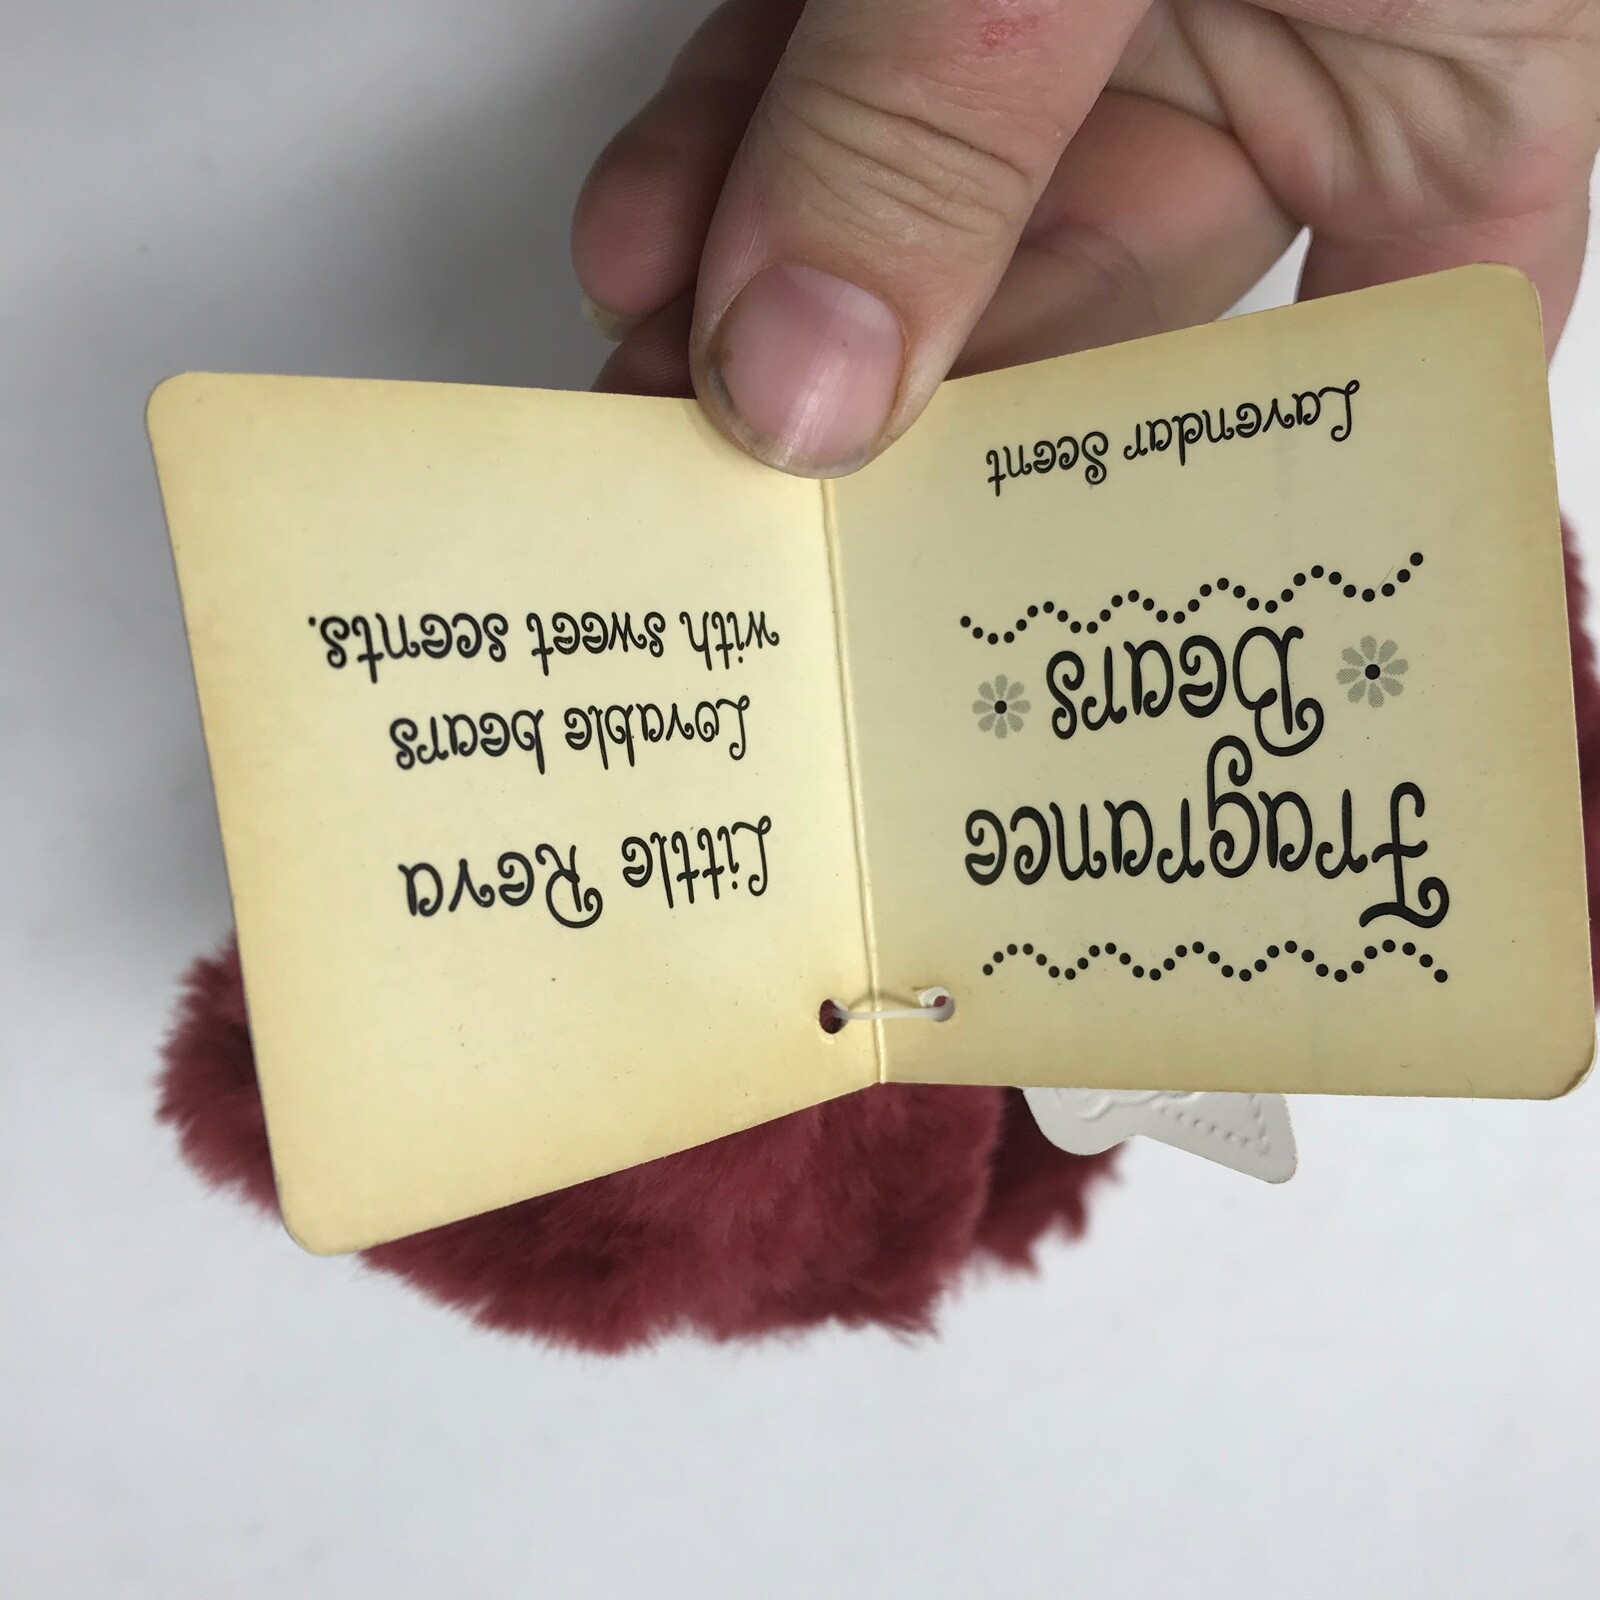 Fragrance
Bears
Lavendar Scent
Little Reva
Lovable bears
with sweet scents.